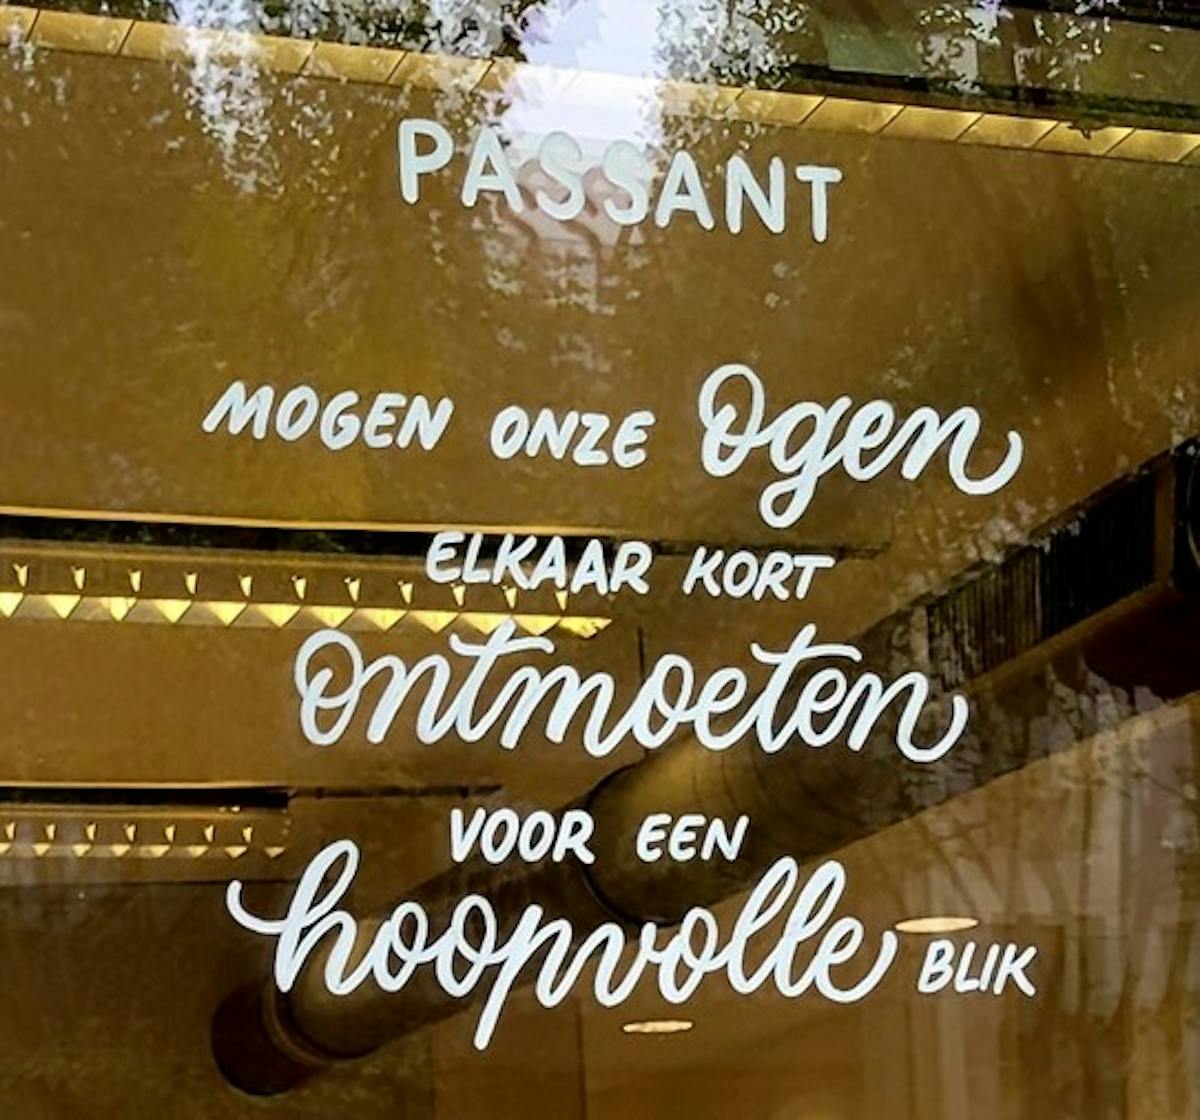 PASSANT
MOGEN ONZE Ogen
ELKAAR KORT
Ontmoeten
VOOR EEN
hoopvolle BLIK